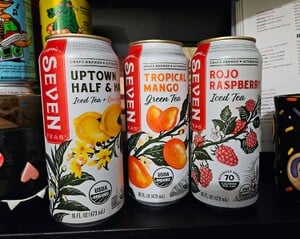 SEVEN
TEAS
CRAFT-BREWED
UPTOWN
HALF & HA
Iced Tea +
USDA
ORGANIC
16 FL OZ (473 mL)
SEVEN
CRAFT-BREWED &
TROPICAL
MANGO
Green Tea
USDA
ORGANIC
16 FL OZ (473 mL)
SEVEN
TEAS
CRAFT-BREWED &
ROJO
RASPBERRY
Iced Tea
70
USDA
ORGANIC
16 FL OZ (473 mL)